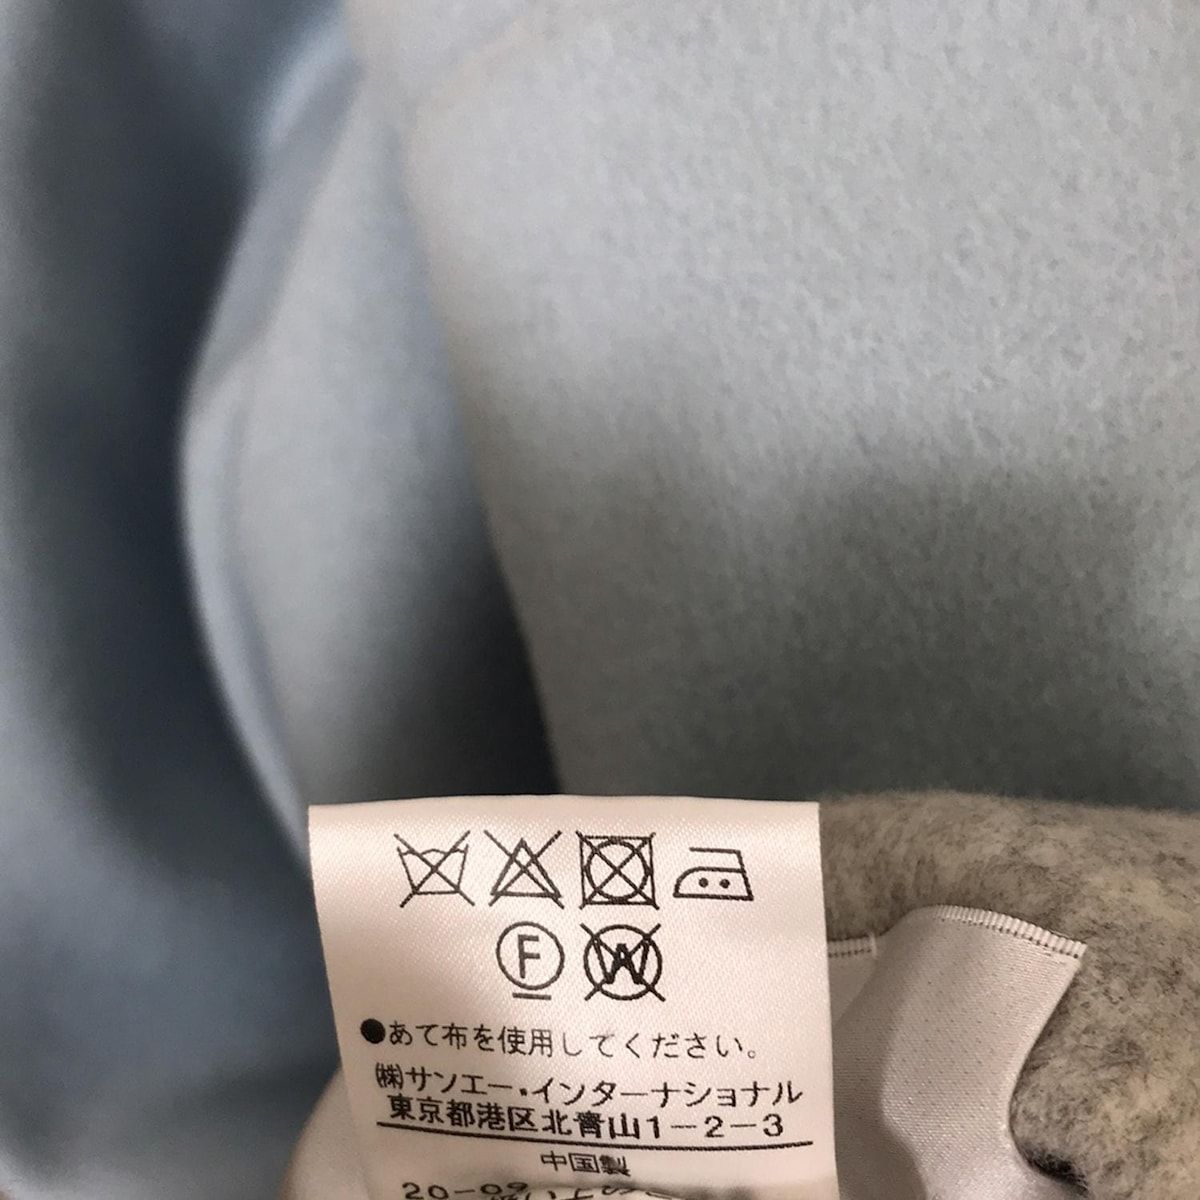 F W
●あて布を使用してください。
㈱サンエー・インターナショナル
東京都港区北青山1-2-3
中国製
20-09